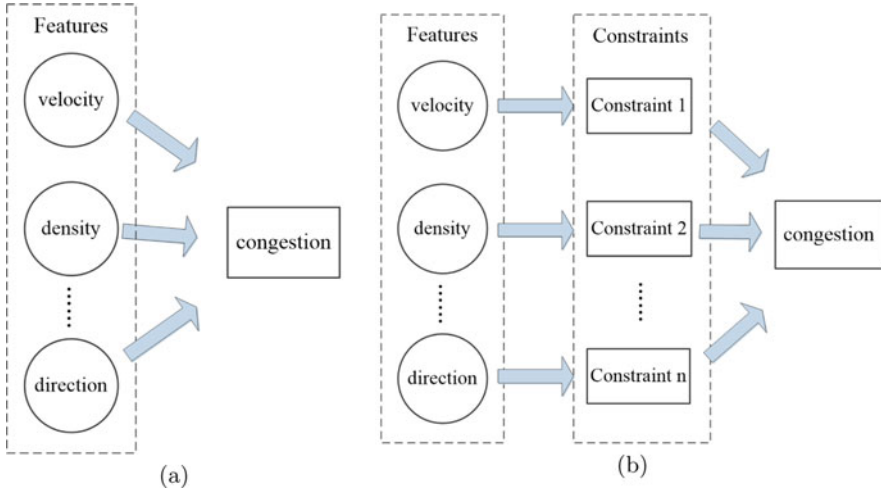 Features
velocity
density
direction
congestion
(a)
Features
velocity
density
direction
Constraints
Constraint 1
Constraint 2
Constraint n
congestion
(b)